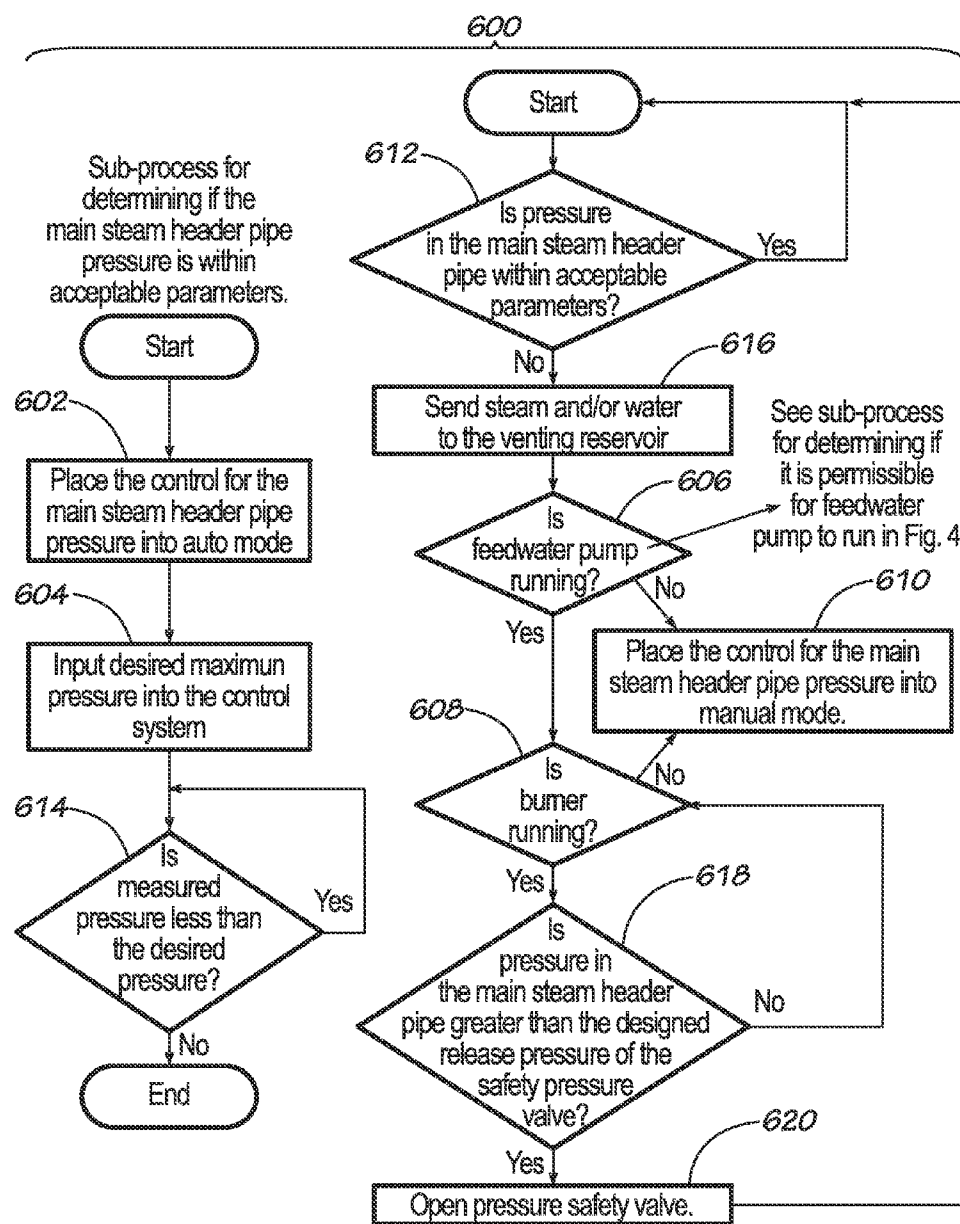 600
Sub-process for
determining if the
main steam header pipe
pressure is within
acceptable parameters.
Start
602
Place the control for the
main steam header pipe
pressure into auto mode
604
Input desired maximun
pressure into the control
system
614
Is
measured
pressure less than
the desired
pressure?
Yes
No
End
Start
612
Is pressure
in the main steam header
pipe within acceptable
parameters?
Yes
No
616
Send steam and/or water
to the venting reservoir
606
Is
feedwater pump
running?
See sub-process
for determining if
it is permissible
for feedwater
pump to run in Fig. 4
No
Yes
610
Place the control for the main
steam header pipe pressure into
manual mode.
608
Is
burner
running?
No
Yes
618
Is
pressure in
the main steam header
pipe greater than the designed
release pressure of the
safety pressure
valve?
No
Yes
620
Open pressure safety valve.